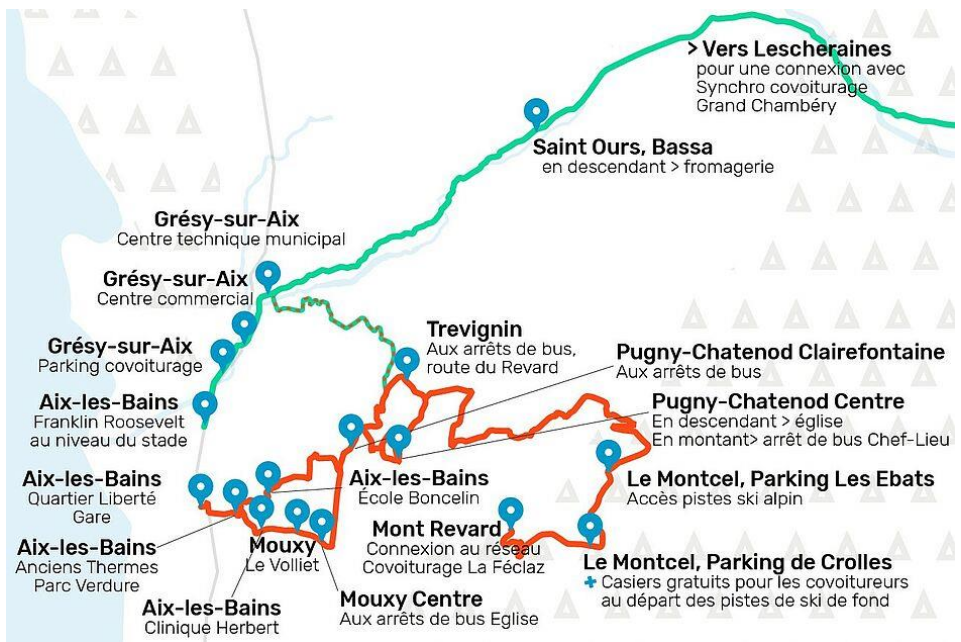 > Vers Lescheraines
pour une connexion avec
Synchro covoiturage
Grand Chambéry
Saint Ours, Bassa
en descendant > fromagerie
Grésy-sur-Aix
Centre technique municipal
Grésy-sur-Aix
Centre commercial
Grésy-sur-Aix
Parking covoiturage
Aix-les-Bains
Franklin Roosevelt
au niveau du stade
Trevignin
Aux arrêts de bus,
route du Revard
Pugny-Chatenod Clairefontaine
Aux arrêts de bus
Pugny-Chatenod Centre
En descendant > église
En montant> arrêt de bus Chef-Lieu
Aix-les-Bains
Quartier Liberté
Gare
Aix-les-Bains
École Boncelin
Le Montcel, Parking Les Ebats
Accès pistes ski alpin
Aix-les-Bains
Anciens Thermes
Parc Verdure
Mouxy
Le Volliet
Mont Revard
Connexion au réseau
Covoiturage La Féclaz
Le Montcel, Parking de Crolles
+ Casiers gratuits pour les covoitureurs
au départ des pistes de ski de fond
Aix-les-Bains
Clinique Herbert
Mouxy Centre
Aux arrêts de bus Eglise